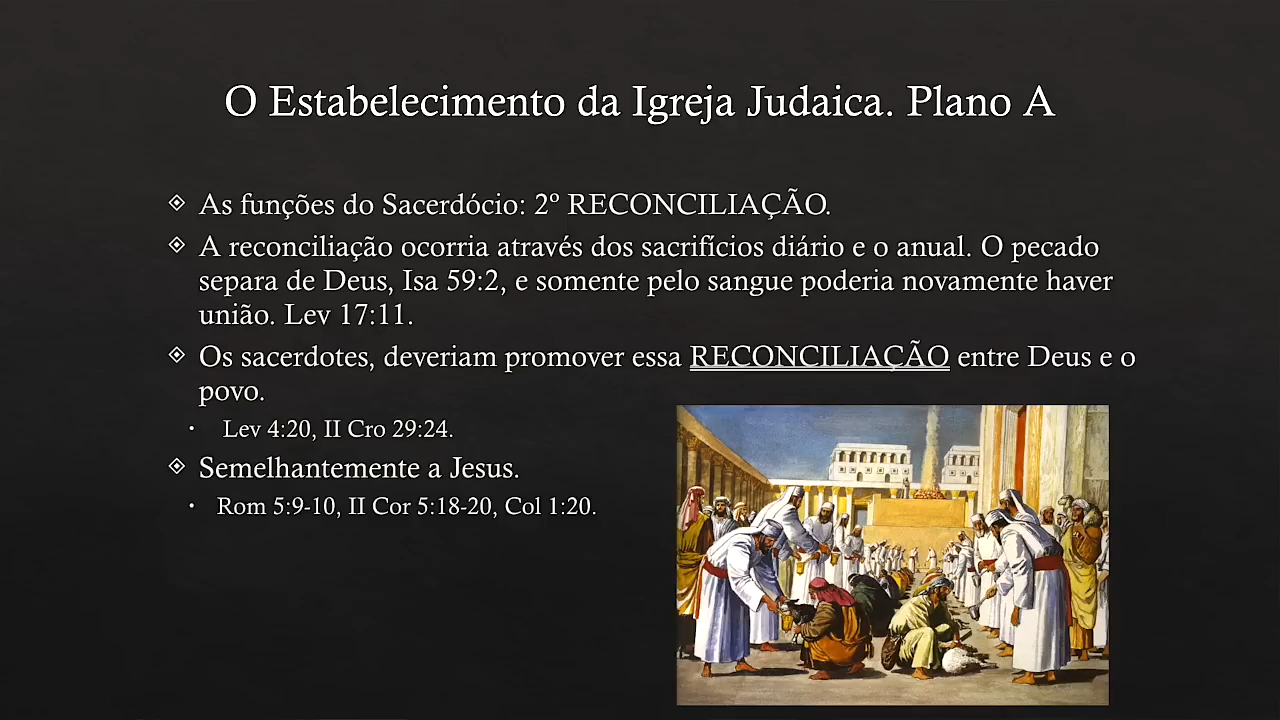 O Estabelecimento da Igreja Judaica. Plano A
As funções do Sacerdócio: 2º RECONCILIAÇÃO.
A reconciliação ocorria através dos sacrifícios diário e o anual. O pecado
separa de Deus, Isa 59:2, e somente pelo sangue poderia novamente haver
união. Lev 17:11.
Os sacerdotes, deveriam promover essa RECONCILIAÇÃO entre Deus e o
povo.
Lev 4:20, II Cro 29:24.
Semelhantemente a Jesus.
Rom 5:9-10, II Cor 5:18-20, Col 1:20.